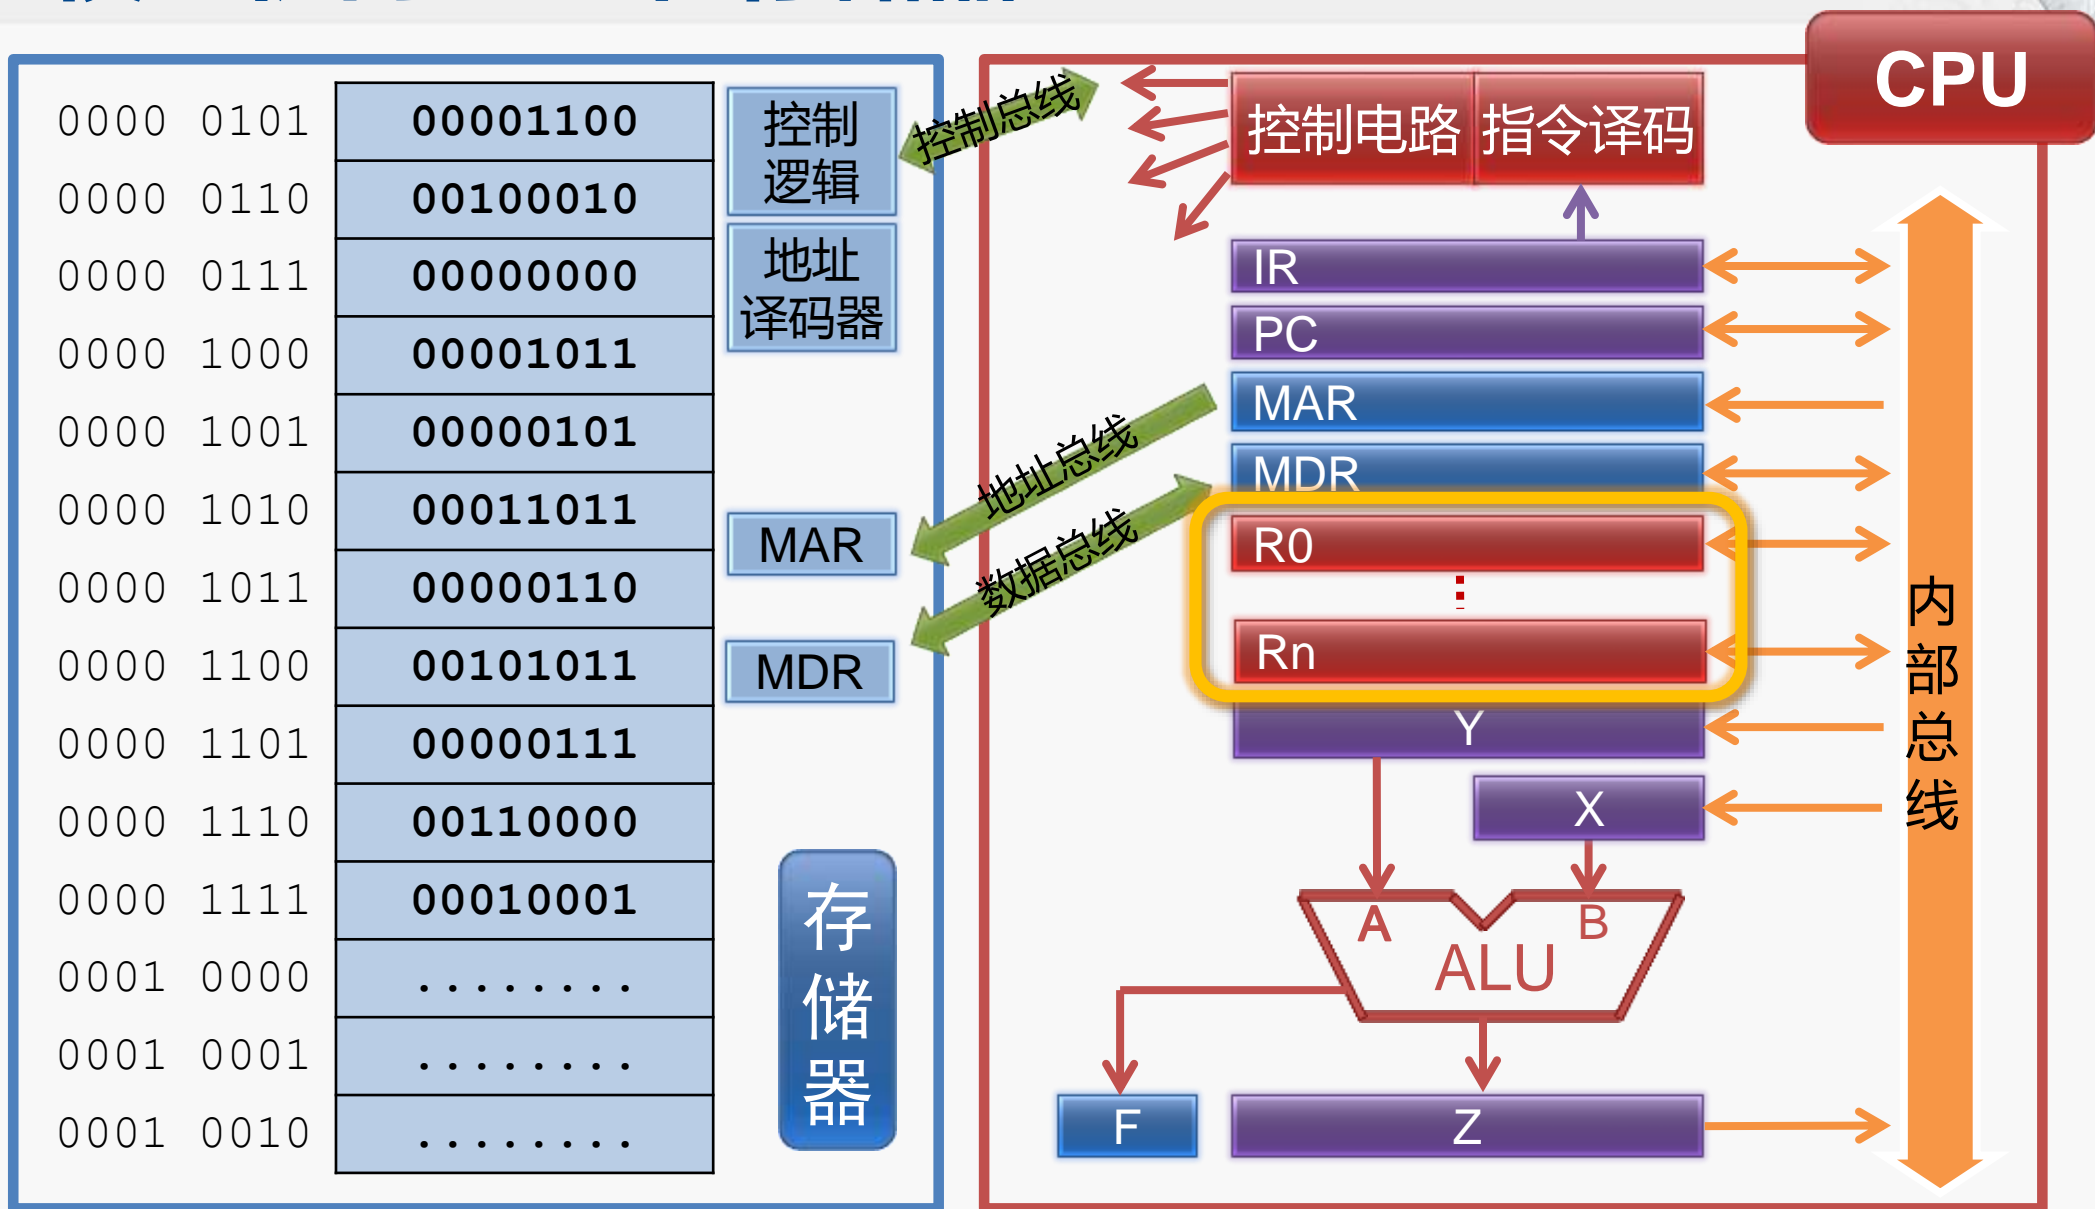 CPU
0000 0101 00001100
0000 0110 00100010
0000 0111 00000000
0000 1000 00001011
0000 1001 00000101
0000 1010 00011011
0000 1011 00000110
0000 1100 00101011
0000 1101 00000111
0000 1110 00110000
0000 1111 00010001
0001 0000 ........
0001 0001 ........
0001 0010 ........
控制
逻辑
地址
译码器
MAR
MDR
存
储
器
控制总线
地址总线
数据总线
控制电路 指令译码
IR
PC
MAR
MDR
R0
Rn
Y
X
A B
ALU
F
Z
内
部
总
线